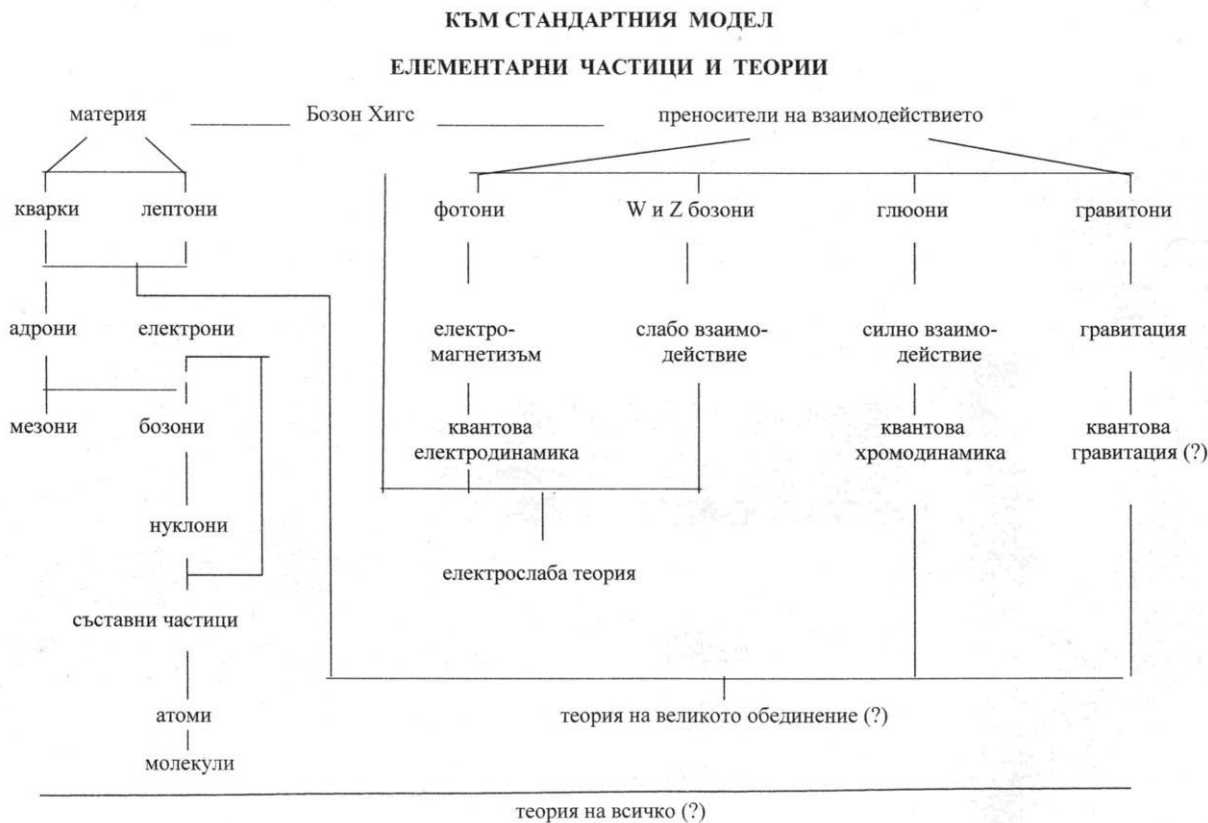 КЪМ СТАНДАРТНИЯ МОДЕЛ
ЕЛЕМЕНТАРНИ ЧАСТИЦИ И ТЕОРИИ
материя Бозон Хигс преносители на взаимодействието
кварки лептони фотони W и Z бозони глюони гравитони
адрони електрони електро- слабо взаимо- силно взаимо- гравитация
магнетизъм действие действие
мезони бозони квантова квантова квантова
електродинамика хромодинамика гравитация (?)
нуклони
електрослаба теория
съставни частици
атоми теория на великото обединение (?)
молекули
теория на всичко (?)